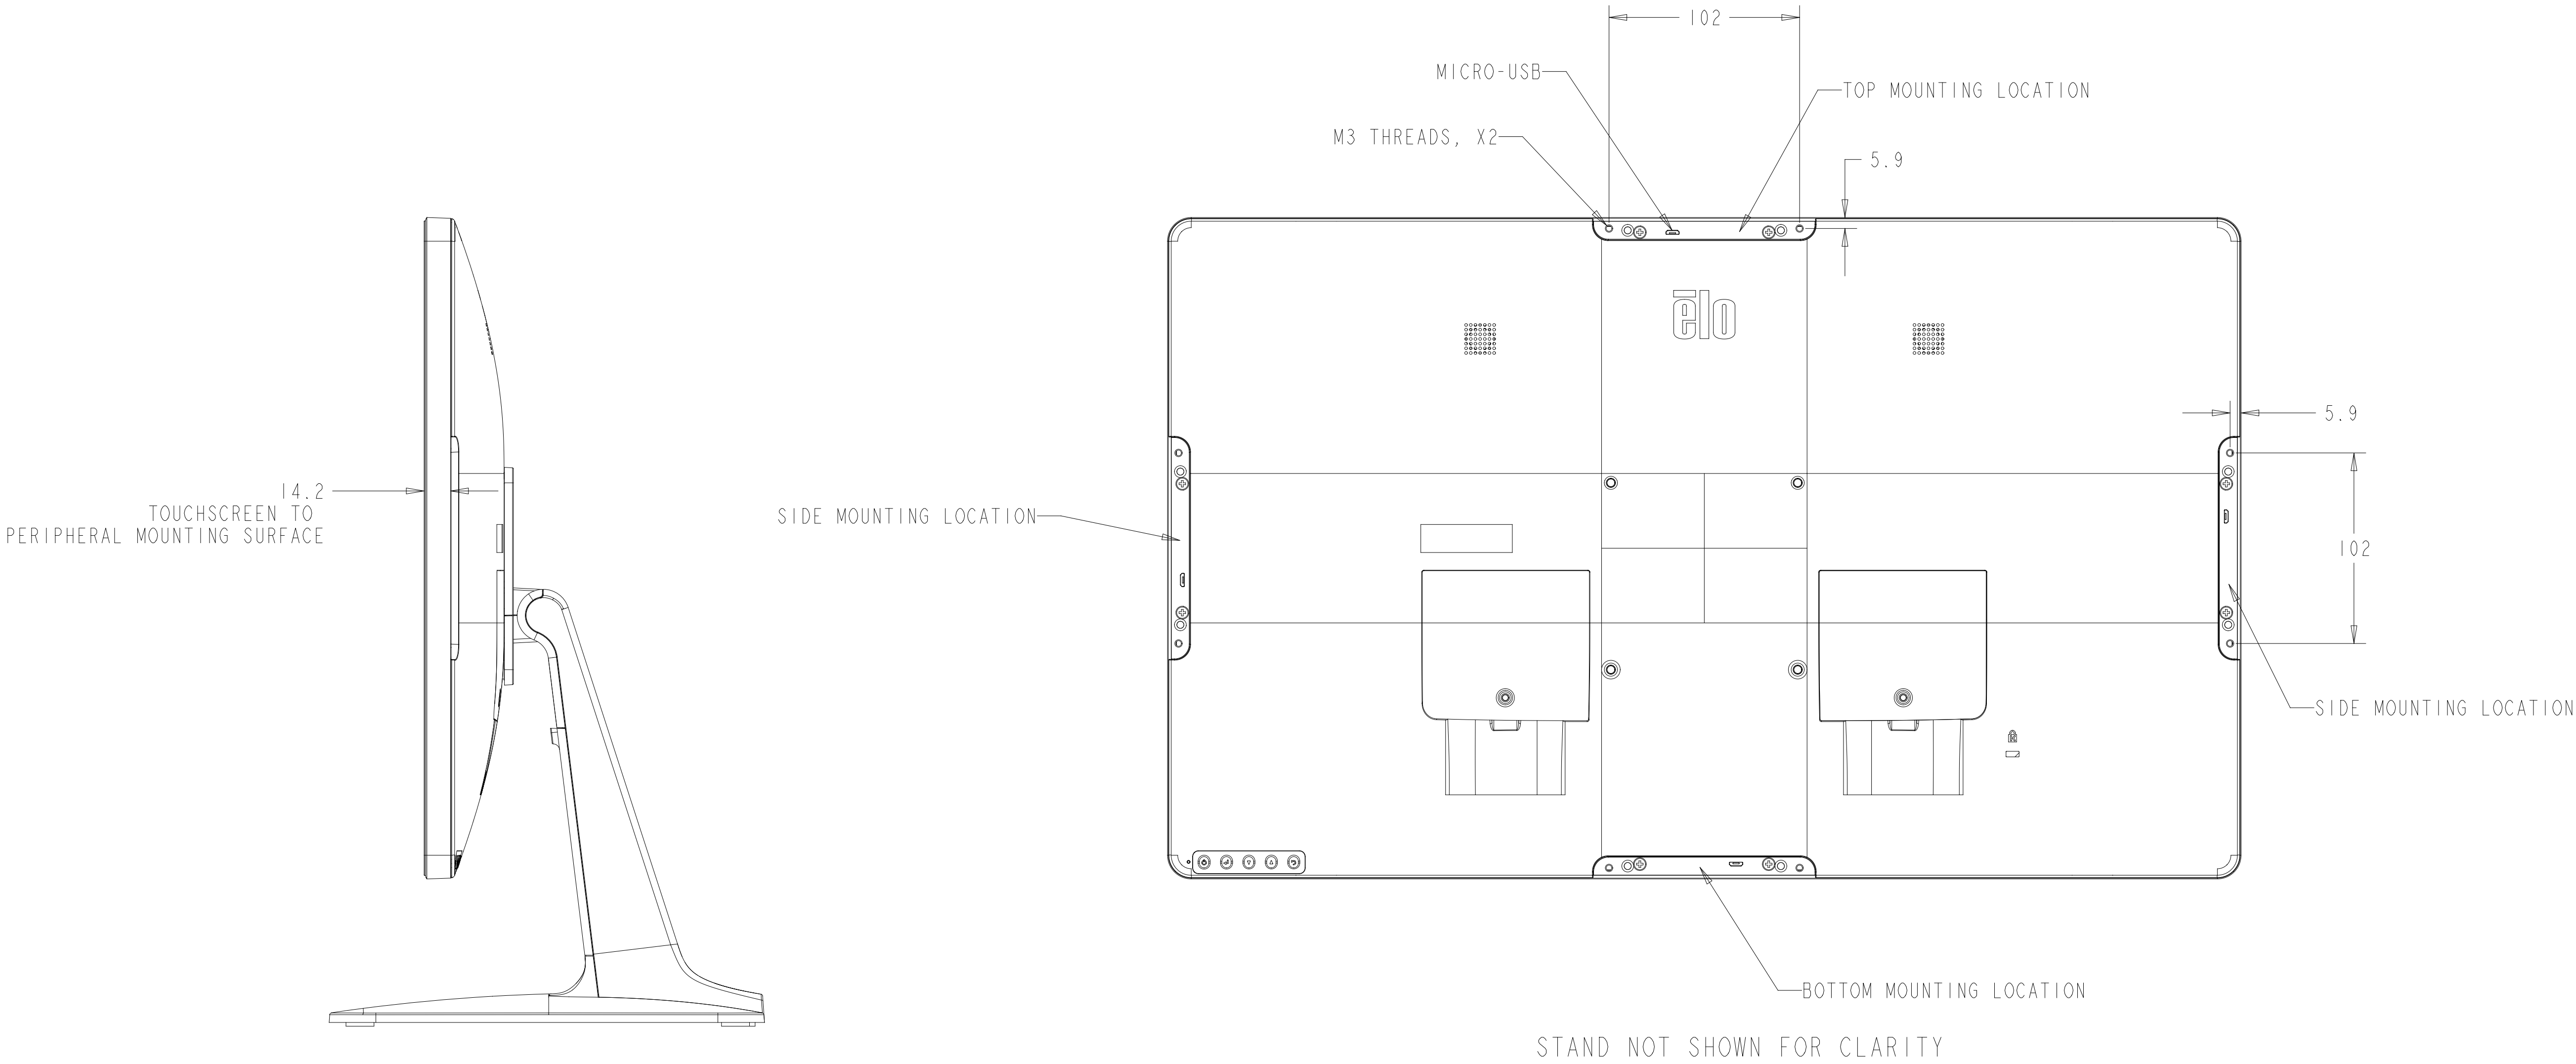 102
MICRO-USB
TOP MOUNTING LOCATION
M3 THREADS, X2
5.9
ēlo
5.9
14.2
TOUCHSCREEN TO
PERIPHERAL MOUNTING SURFACE
SIDE MOUNTING LOCATION
102
SIDE MOUNTING LOCATION
BOTTOM MOUNTING LOCATION
STAND NOT SHOWN FOR CLARITY